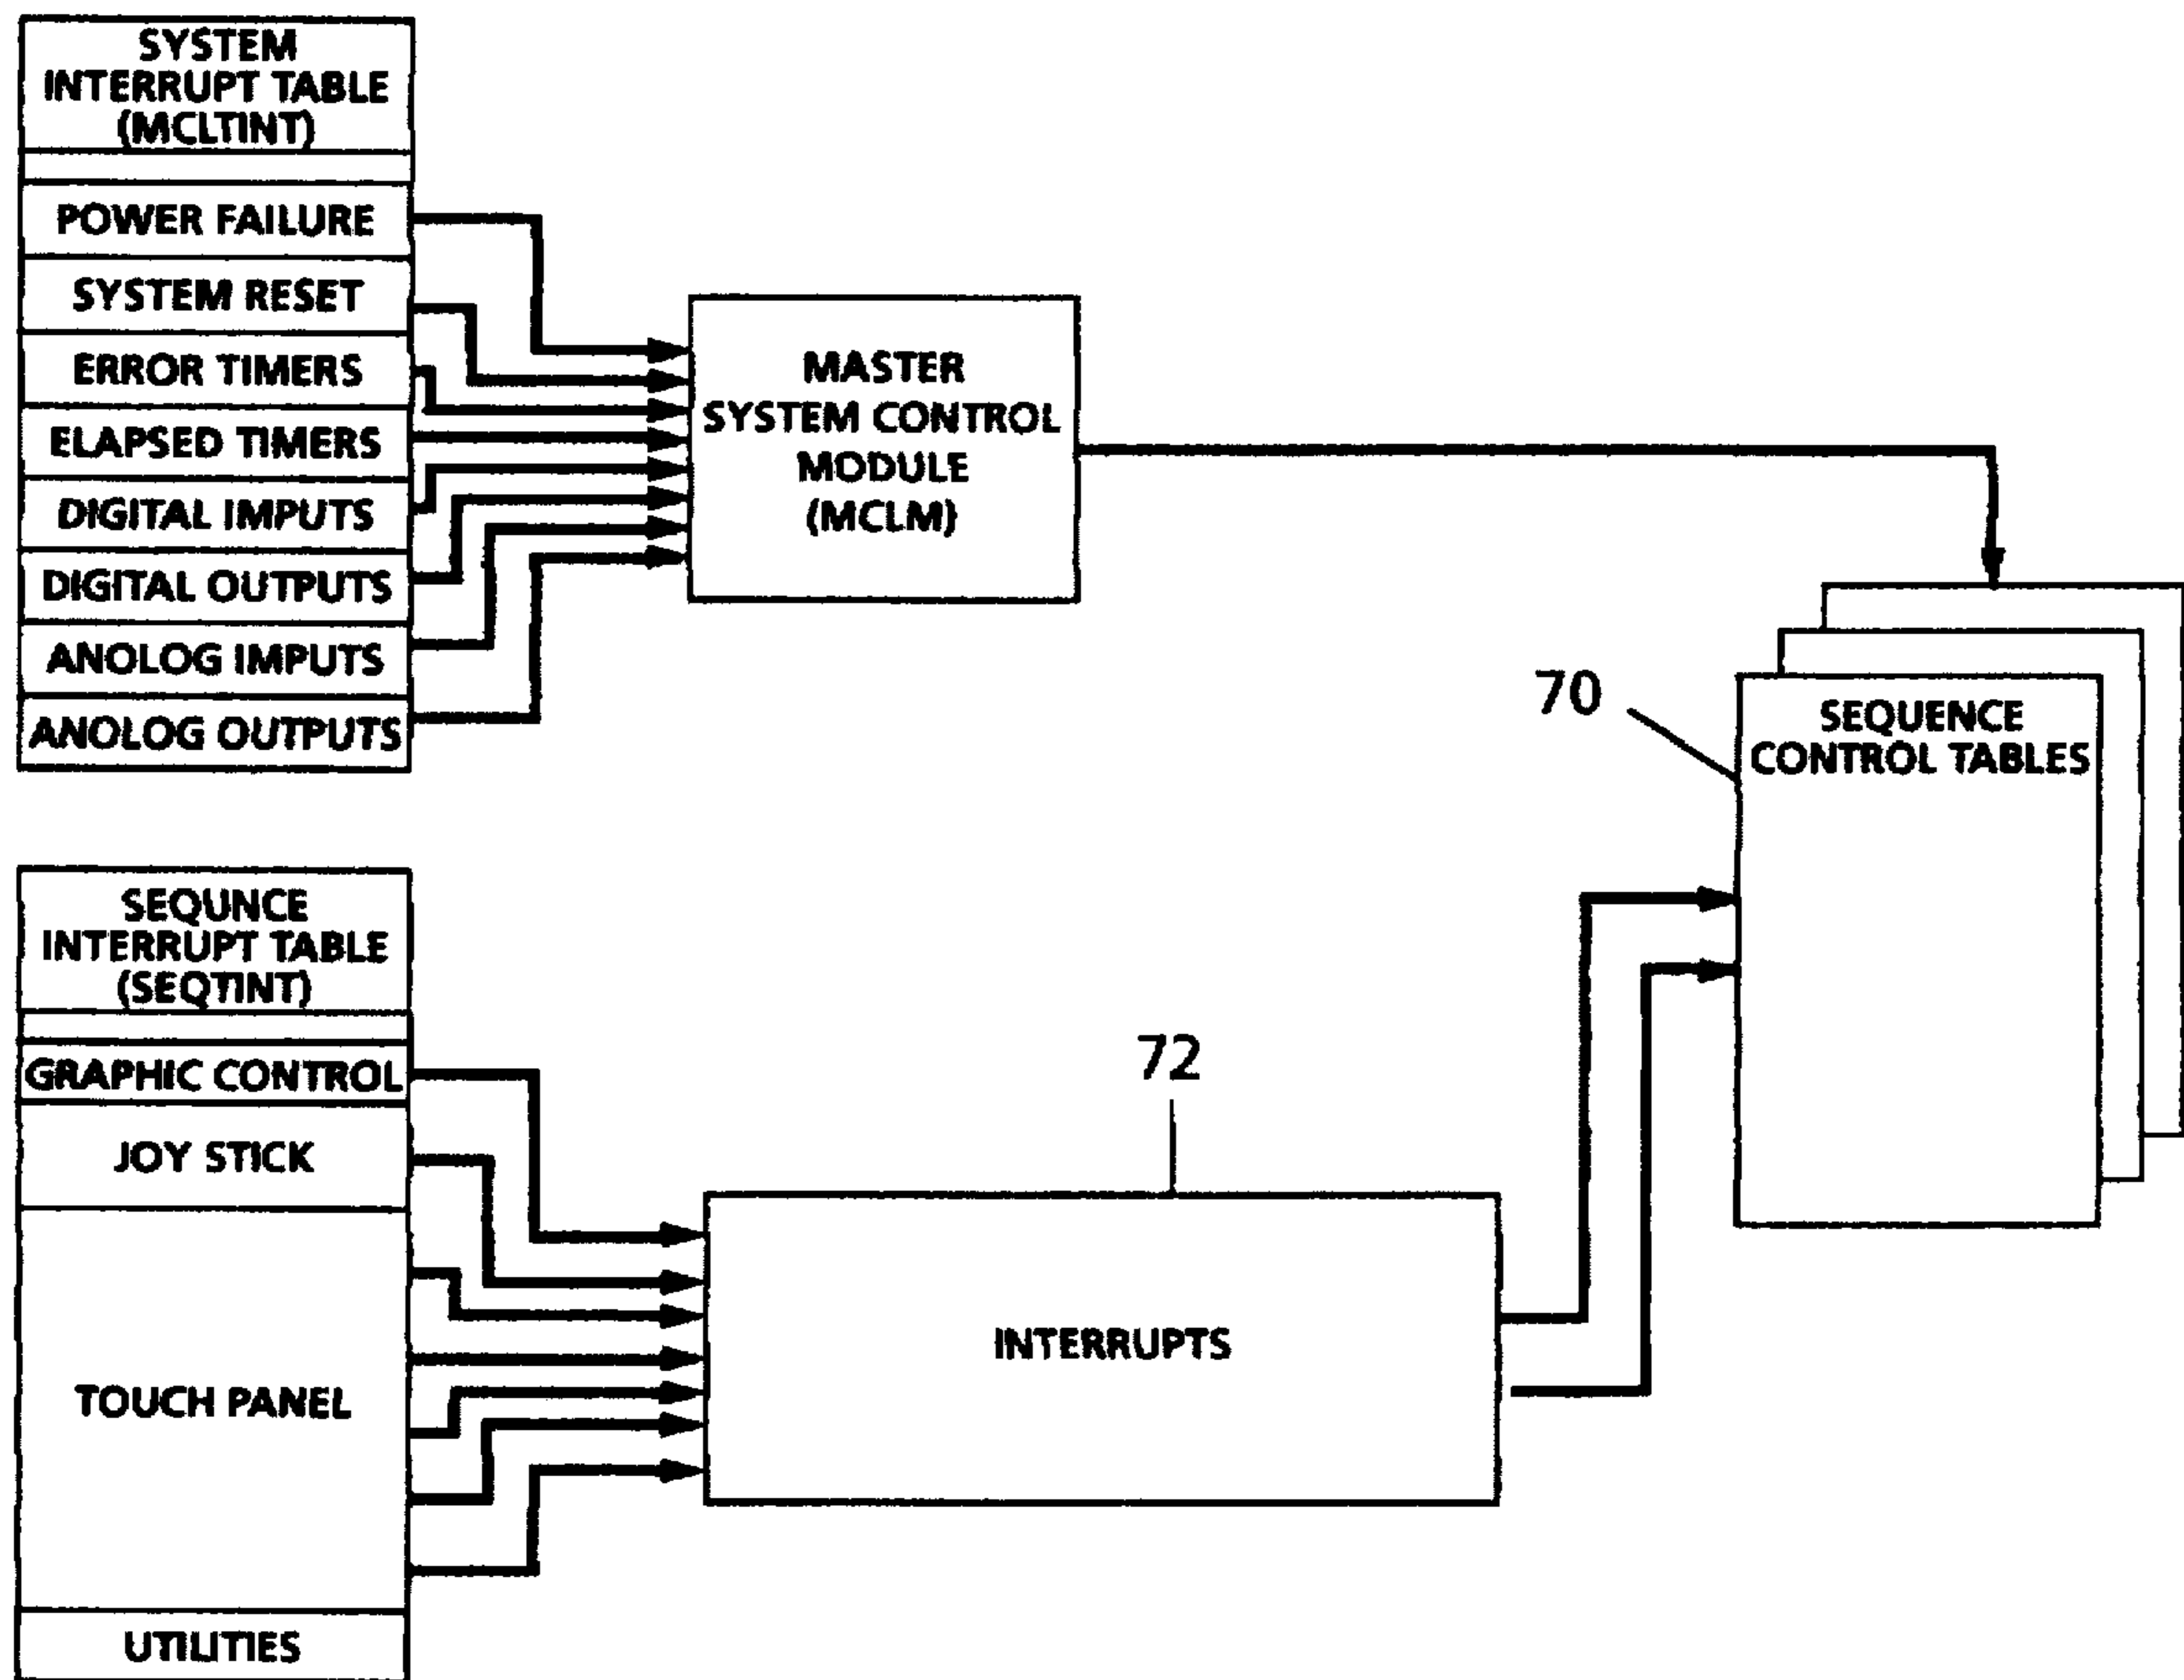 SYSTEM
INTERRUPT TABLE
(MCLTINT)
POWER FAILURE
SYSTEM RESET
ERROR TIMERS
ELAPSED TIMERS
DIGITAL IMPUTS
DIGITAL OUTPUTS
ANOLOG IMPUTS
ANOLOG OUTPUTS
MASTER
SYSTEM CONTROL
MODULE
(MCLM)
70
SEQUENCE
CONTROL TABLES
SEQUNCE
INTERRUPT TABLE
(SEQTINT)
GRAPHIC CONTROL
JOY STICK
TOUCH PANEL
UTILITIES
72
INTERRUPTS